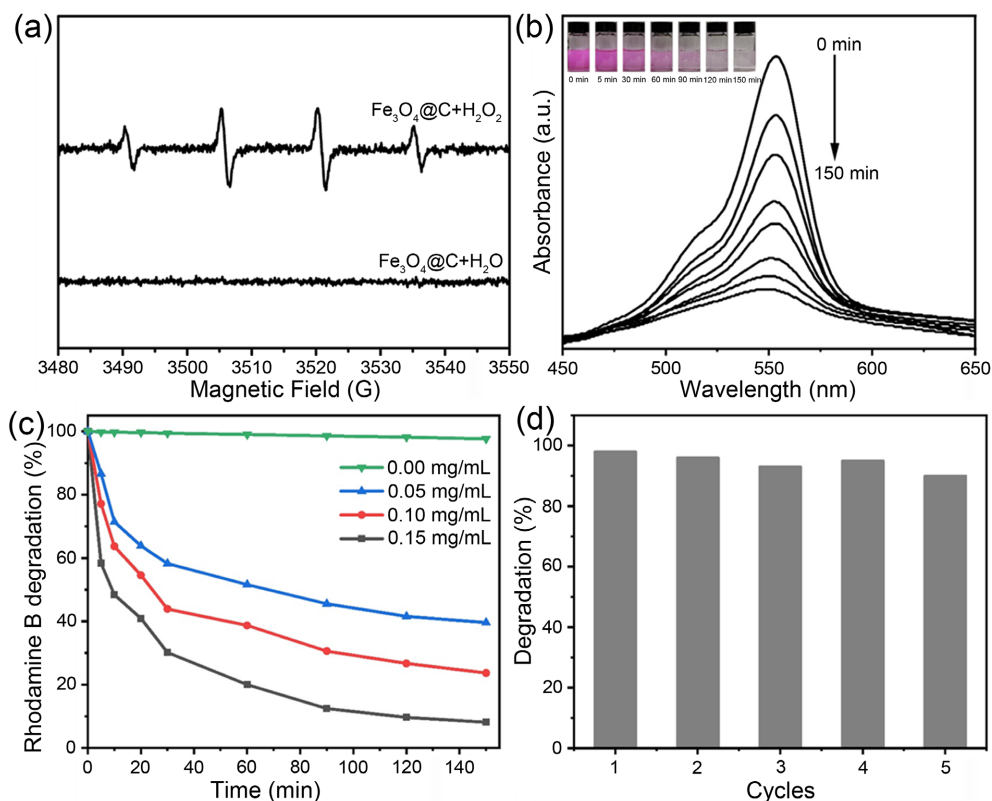 (a)
Fe₃O₄@C+H₂O₂
Fe₃O₄@C+H₂O
3480 3490 3500 3510 3520 3530 3540 3550
Magnetic Field (G)
(b)
0 min 5 min 30 min 60 min 90 min 120 min 150 min
0 min
150 min
Absorbance (a.u.)
450 500 550 600 650
Wavelength (nm)
(c)
Rhodamine B degradation (%)
100
80
60
40
20
0
0.00 mg/mL
0.05 mg/mL
0.10 mg/mL
0.15 mg/mL
0 20 40 60 80 100 120 140
Time (min)
(d)
Degradation (%)
100
80
60
40
20
0
1 2 3 4 5
Cycles